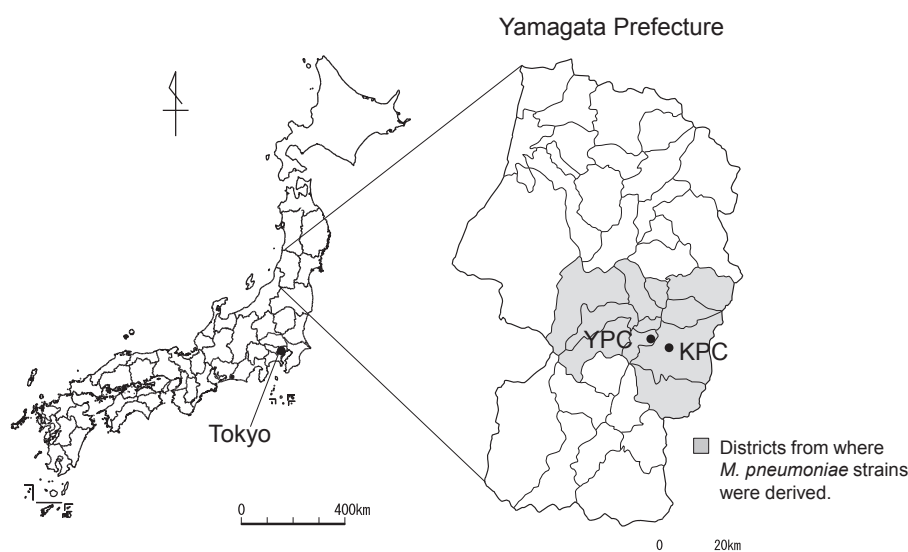 Yamagata Prefecture
YPC
KPC
Tokyo
Districts from where
M. pneumoniae strains
were derived.
0 400km
0 20km